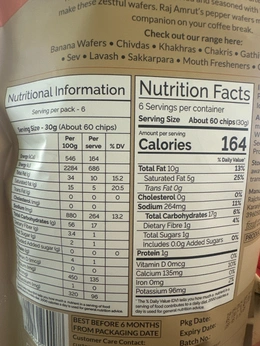 and seasoned with
make these zestful wafers. Raj Amrut's pepper wafers m
companion on your coffee break.
Check out our range here:
Banana Wafers • Chivdas • Khakhras • Chakris • Gathi
• Sev • Lavash • Sakkarpara • Mouth Fresheners •
Nutritional Information
Serving per pack - 6
Serving Size - 30g (About 60 chips)
Per 100g Per serve % DV
546 164
2284 686
34 10 15.2
15 5 20.5
0 0 0
880 264 13.2
Carbohydrates (g) 56 17
3.4 1
2 1
0 0
4 1
0 0
450 135
0
320 96
Nutrition Facts
6 Servings per container
Serving Size About 60 chips (30g)
Amount per serving
Calories 164
% Daily Value*
Total Fat 10g 13%
Saturated Fat 5g 25%
Trans Fat 0g
Cholesterol 0g 0%
Sodium 264mg 11%
Total Carbohydrates 17g 6%
Dietary Fibre 1g 4%
Total Sugars 1g
Includes 0.0g Added Sugars 0%
Protein 1g
Vitamin D 0mcg
Calcium 135mg
Iron 0mg
Potassium 96mg
BEST BEFORE 6 MONTHS
FROM PACKAGING DATE
Customer Care Contact:
Pkg Date:
Expiry Date:
Batch No